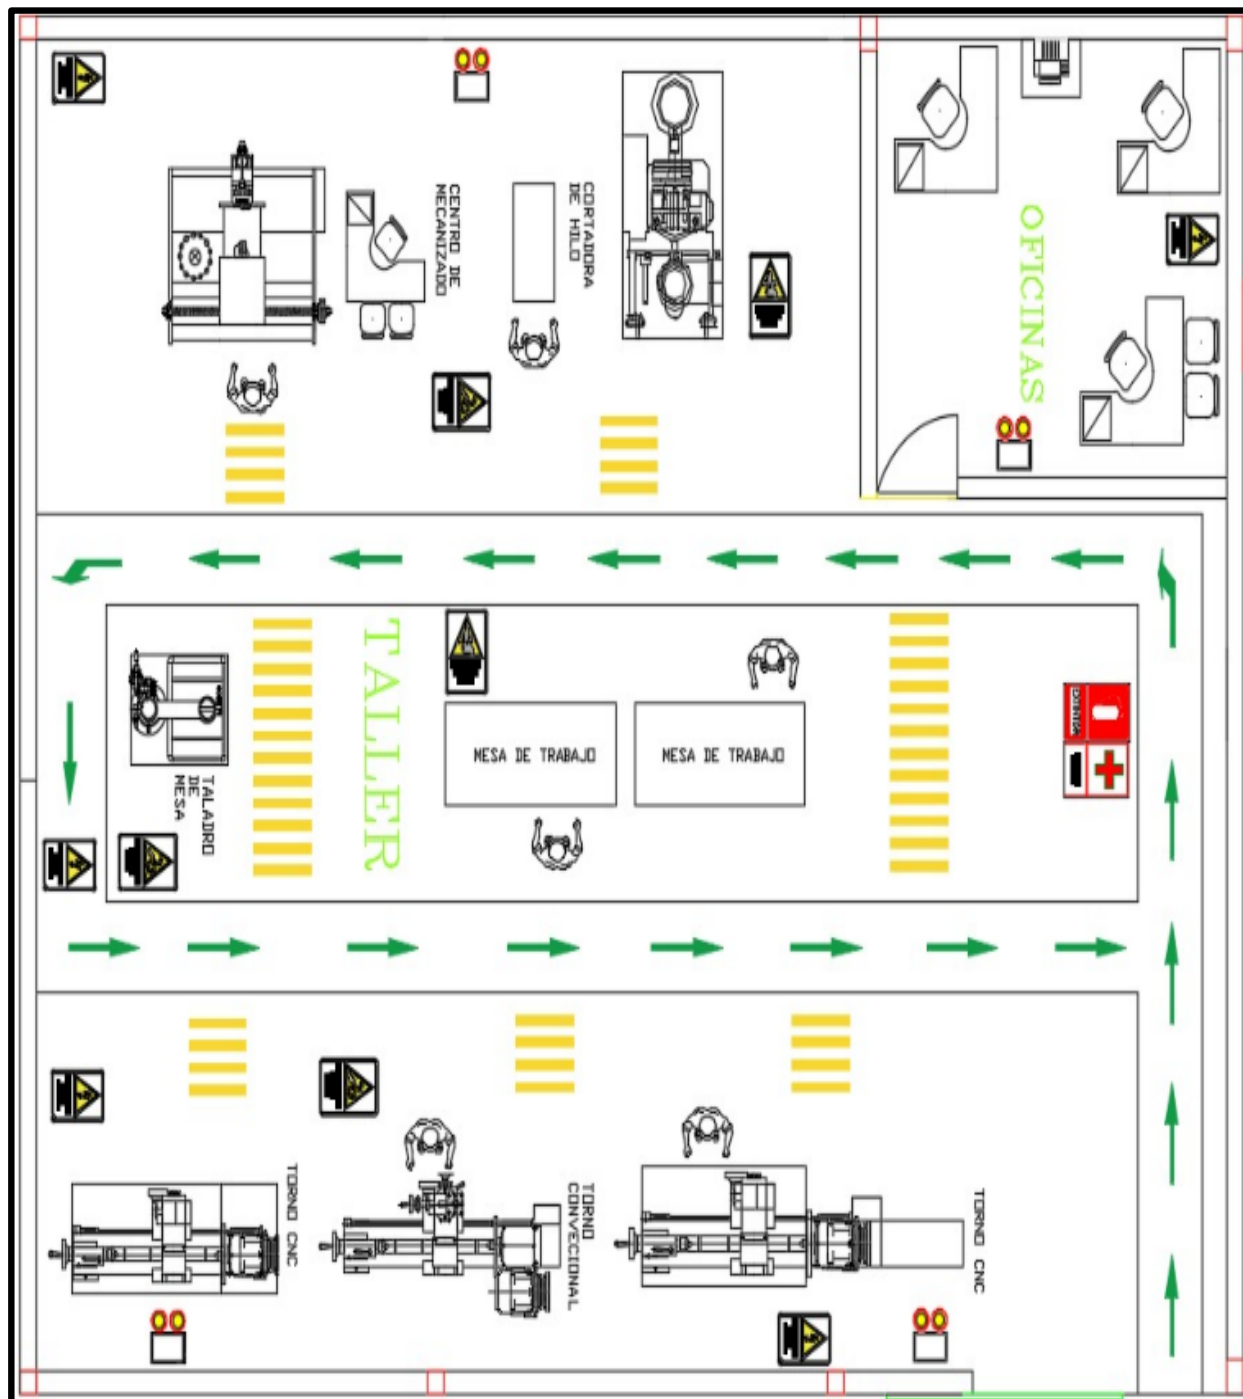 CENTRO DE
MECANIZADO
CORTADORA
DE HILO
OFICINAS
TALLER
MESA DE TRABAJO
MESA DE TRABAJO
TALADRO
DE
MESA
EXTINTOR
TORNO CNC
TORNO
CONVECIONAL
TORNO CNC